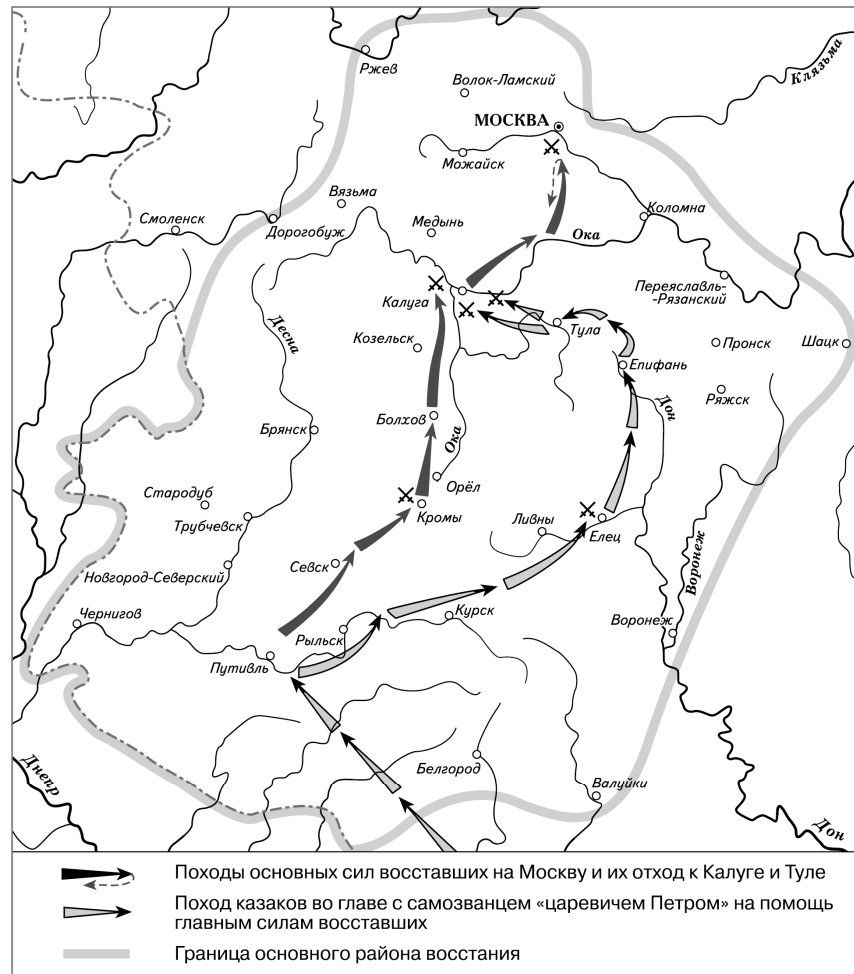 Ржев
Клязьма
Волок-Ламский
МОСКВА
Можайск
Вязьма
Смоленск
Дорогобуж
Медынь
Коломна
Ока
Переяславль-
-Рязанский
Калуга
Тула
Десна
Козельск
Пронск
Шацк
Епифань
Ряжск
Дон
Болхов
Брянск
Ока
Орёл
Стародуб
Кромы
Трубчевск
Ливны
Елец
Севск
Воронеж
Новгород-Северский
Чернигов
Рыльск
Курск
Воронеж
Путивль
Днепр
Белгород
Валуйки
Дон
Походы основных сил восставших на Москву и их отход к Калуге и Туле
Поход казаков во главе с самозванцем «царевичем Петром» на помощь
главным силам восставших
Граница основного района восстания